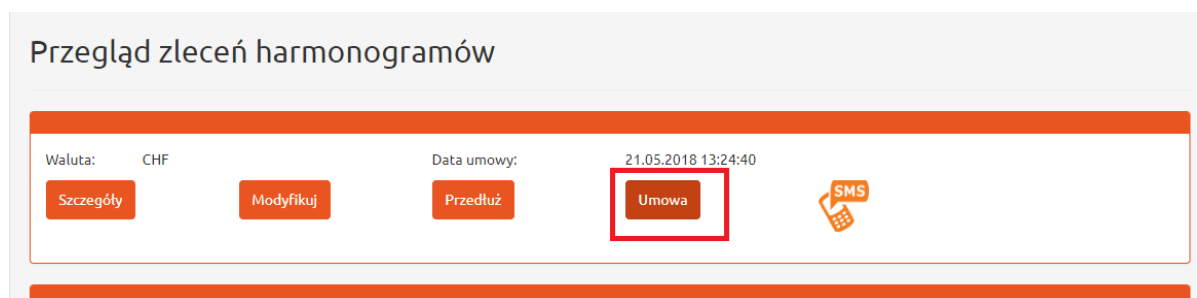 Przegląd zleceń harmonogramów
Waluta: CHF Data umowy: 21.05.2018 13:24:40
Szczegóły Modyfikuj Przedłuż Umowa SMS